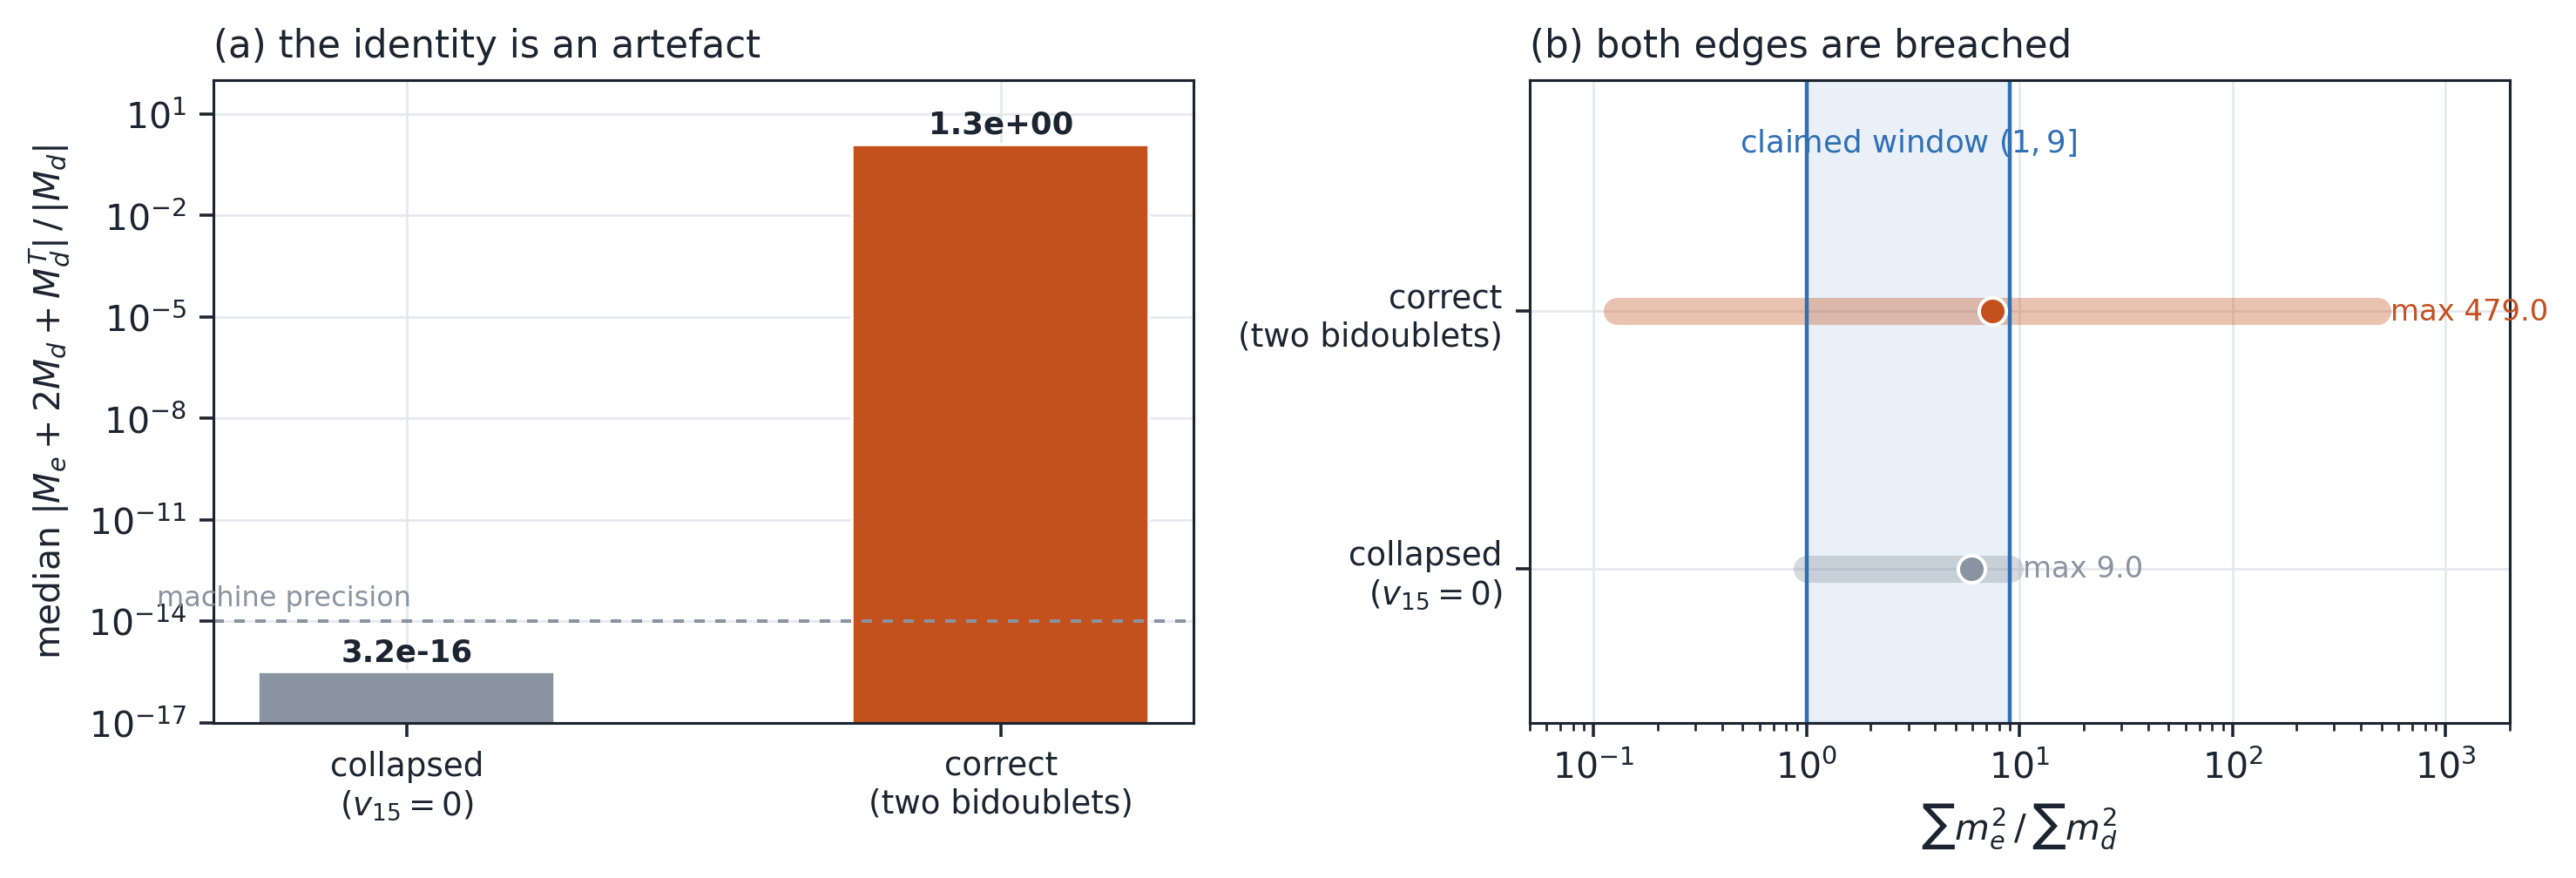 (a) the identity is an artefact
median |M_e + 2M_d + M_d^T| / |M_d|
10^1
10^−2
10^−5
10^−8
10^−11
10^−14
10^−17
1.3e+00
machine precision
3.2e-16
collapsed
(v_15 = 0)
correct
(two bidoublets)
(b) both edges are breached
claimed window (1, 9]
correct
(two bidoublets)
max 479.0
collapsed
(v_15 = 0)
max 9.0
10^−1
10^0
10^1
10^2
10^3
∑m_e^2 / ∑m_d^2